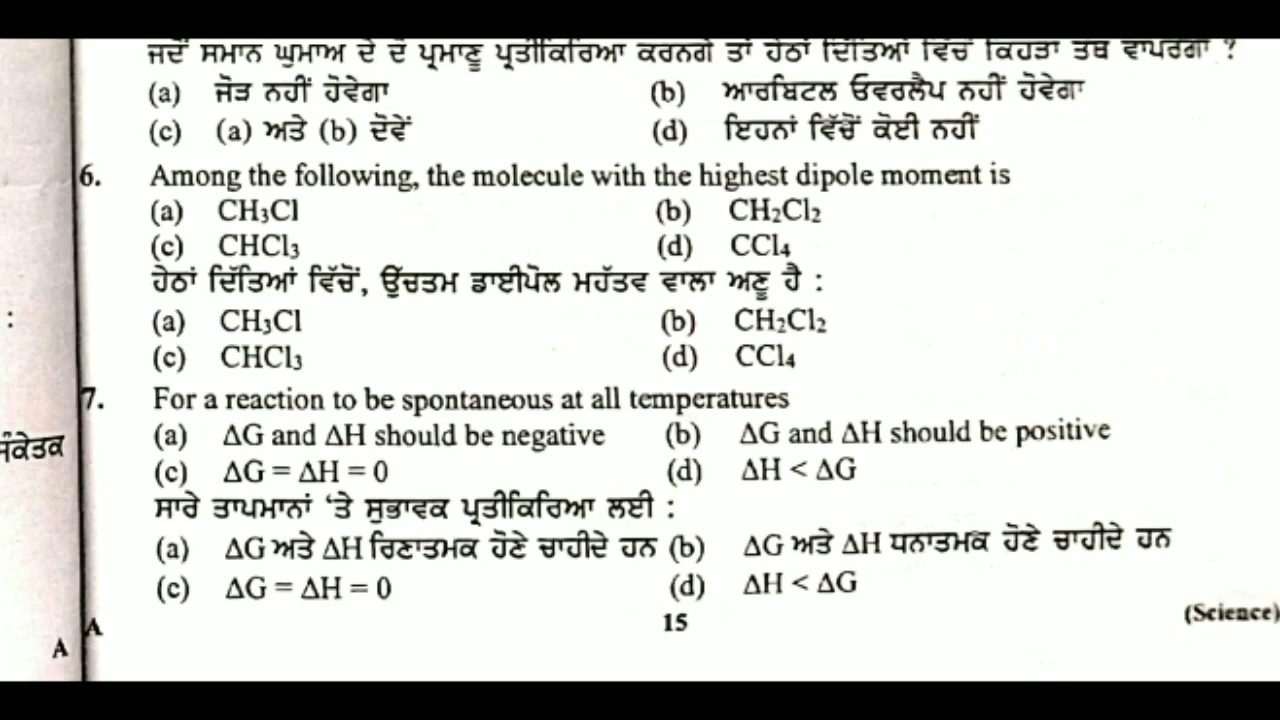 ਜਦੋਂ ਸਮਾਨ ਘੁਮਾਅ ਦੇ ਦੋ ਪ੍ਰਮਾਣੂ ਪ੍ਰਤੀਕਿਰਿਆ ਕਰਨਗੇ ਤਾਂ ਹੇਠਾਂ ਦਿੱਤਿਆਂ ਵਿੱਚੋਂ ਕਿਹੜਾ ਤੱਥ ਵਾਪਰੇਗਾ ?
(a) ਜੋੜ ਨਹੀਂ ਹੋਵੇਗਾ (b) ਆਰਬਿਟਲ ਓਵਰਲੈਪ ਨਹੀਂ ਹੋਵੇਗਾ
(c) (a) ਅਤੇ (b) ਦੋਵੇਂ (d) ਇਹਨਾਂ ਵਿੱਚੋਂ ਕੋਈ ਨਹੀਂ
6. Among the following, the molecule with the highest dipole moment is
(a) CH₃Cl (b) CH₂Cl₂
(c) CHCl₃ (d) CCl₄
ਹੇਠਾਂ ਦਿੱਤਿਆਂ ਵਿੱਚੋਂ, ਉੱਚਤਮ ਡਾਈਪੋਲ ਮਹੱਤਵ ਵਾਲਾ ਅਣੂ ਹੈ :
(a) CH₃Cl (b) CH₂Cl₂
:
(c) CHCl₃ (d) CCl₄
7. For a reaction to be spontaneous at all temperatures
(a) ΔG and ΔH should be negative (b) ΔG and ΔH should be positive
(c) ΔG = ΔH = 0 (d) ΔH < ΔG
ਸਾਰੇ ਤਾਪਮਾਨਾਂ ‘ਤੇ ਸੁਭਾਵਕ ਪ੍ਰਤੀਕਿਰਿਆ ਲਈ :
(a) ΔG ਅਤੇ ΔH ਰਿਣਾਤਮਕ ਹੋਣੇ ਚਾਹੀਦੇ ਹਨ (b) ΔG ਅਤੇ ΔH ਧਨਾਤਮਕ ਹੋਣੇ ਚਾਹੀਦੇ ਹਨ
(c) ΔG = ΔH = 0 (d) ΔH < ΔG
A 15 (Science)
A